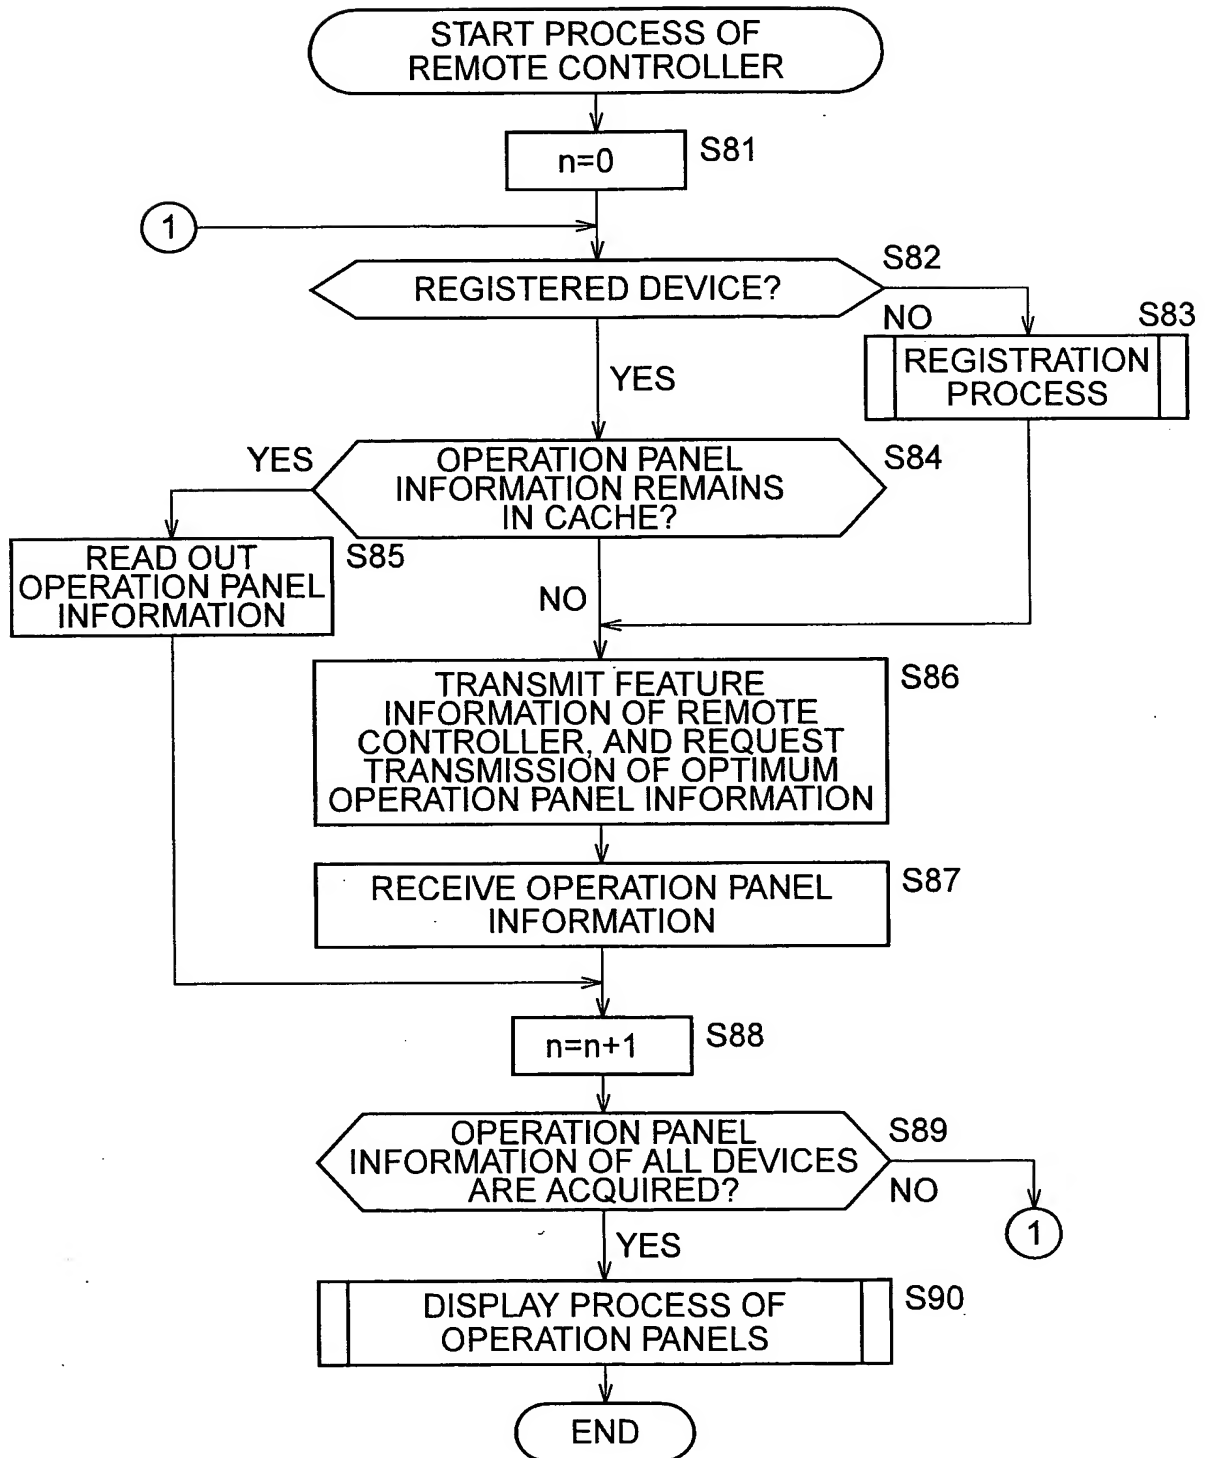 START PROCESS OF
REMOTE CONTROLLER
n=0
S81
1
REGISTERED DEVICE?
S82
NO
S83
REGISTRATION
PROCESS
YES
YES
OPERATION PANEL
INFORMATION REMAINS
IN CACHE?
S84
READ OUT
OPERATION PANEL
INFORMATION
S85
NO
TRANSMIT FEATURE
INFORMATION OF REMOTE
CONTROLLER, AND REQUEST
TRANSMISSION OF OPTIMUM
OPERATION PANEL INFORMATION
S86
RECEIVE OPERATION PANEL
INFORMATION
S87
n=n+1
S88
OPERATION PANEL
INFORMATION OF ALL DEVICES
ARE ACQUIRED?
S89
NO
1
YES
DISPLAY PROCESS OF
OPERATION PANELS
S90
END